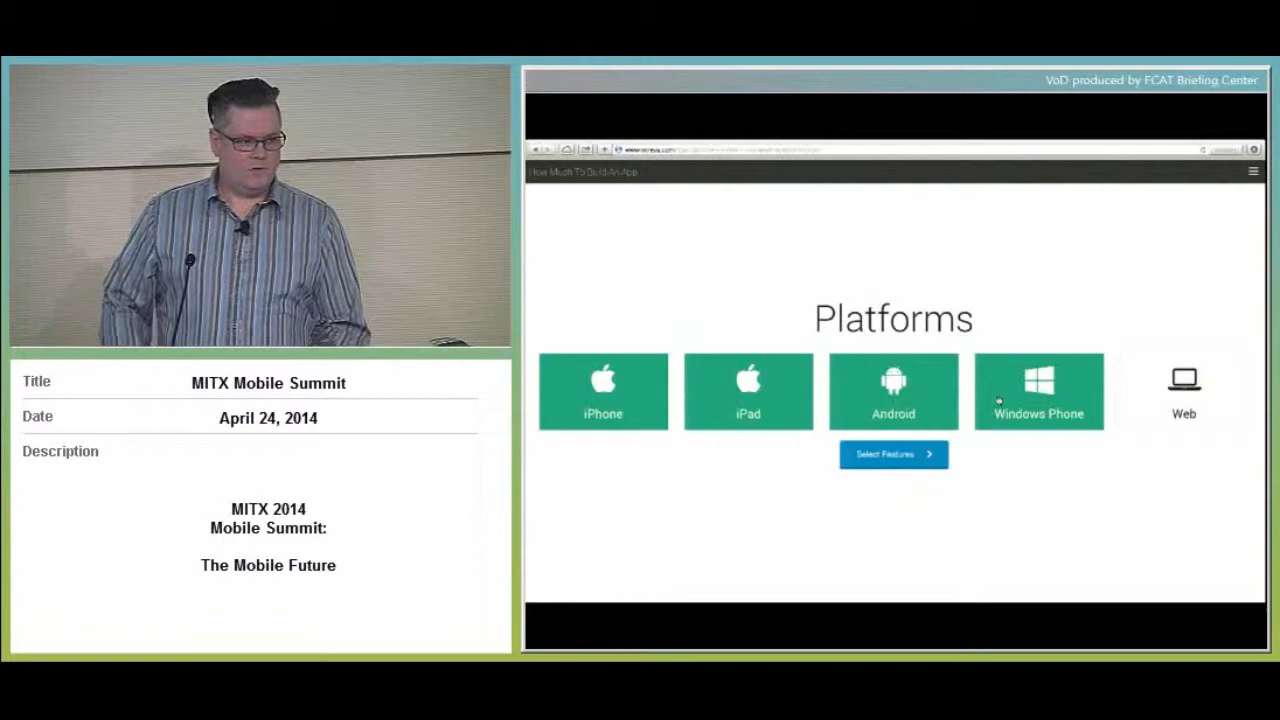 VoD produced by FCAT Briefing Center
How Much To Build An App
Platforms
iPhone
iPad
Android
Windows Phone
Web
Select Features
Title
MITX Mobile Summit
Date
April 24, 2014
Description
MITX 2014
Mobile Summit:
The Mobile Future